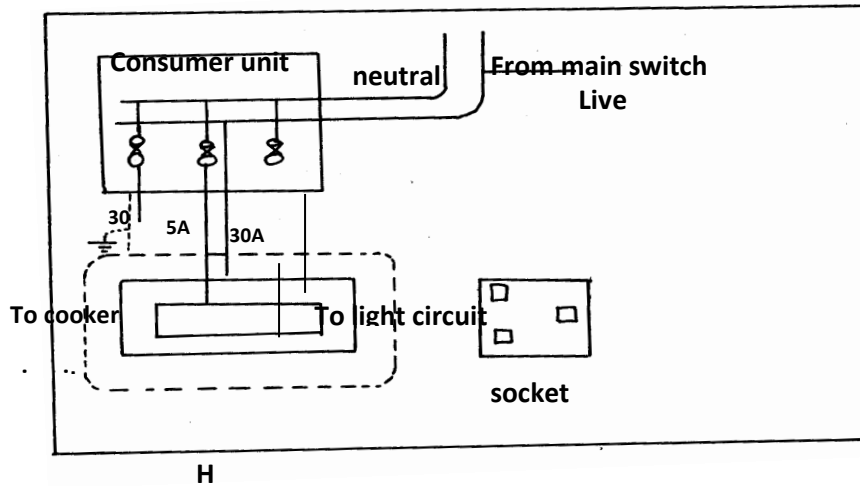 Consumer unit
neutral
From main switch
Live
30
5A
30A
To cooker
To light circuit
socket
H